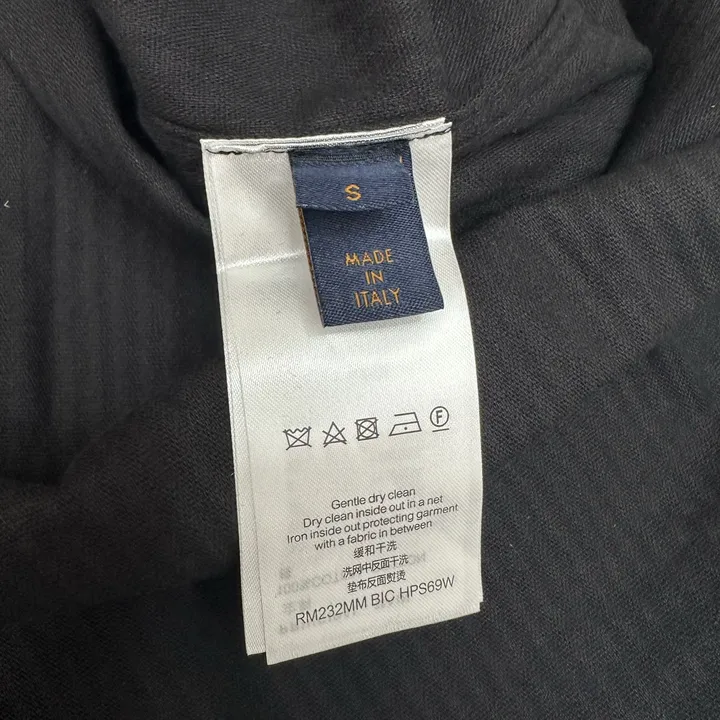 S
MADE
IN
ITALY
F
Gentle dry clean
Dry clean inside out in a net
Iron inside out protecting garment
with a fabric in between
缓和干洗
洗网中反面干洗
垫布反面熨烫
RM232MM BIC HPS69W